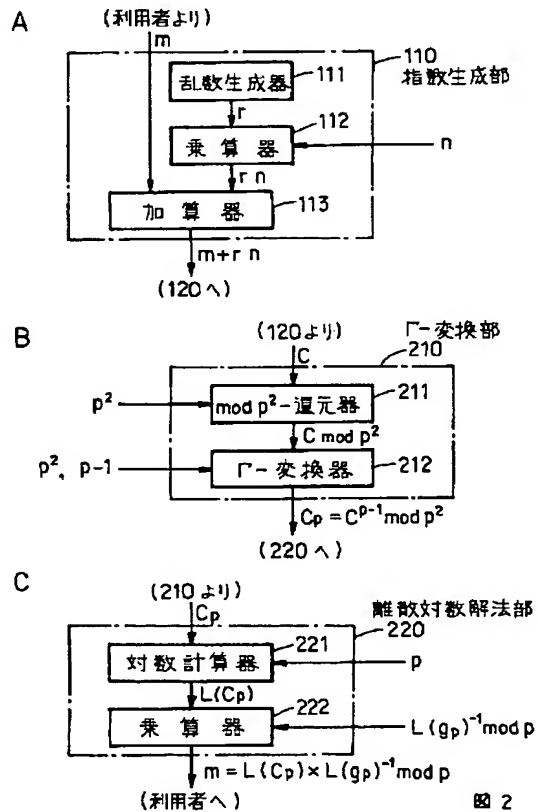 A
(利用者より)
m
110
指数生成部
乱数生成器
111
r
112
乗算器
n
rn
113
加算器
m+rn
(120へ)
B
(120より)
Γ-変換部
C
210
211
p²
mod p²-還元器
C mod p²
p², p-1
Γ-変換器
212
Cp=C^{p-1} mod p²
(220へ)
C
(210より)
離散対数解法部
Cp
220
221
対数計算器
p
L(Cp)
222
乗算器
L(gp)⁻¹ mod p
m=L(Cp)×L(gp)⁻¹ mod p
(利用者へ)
図2